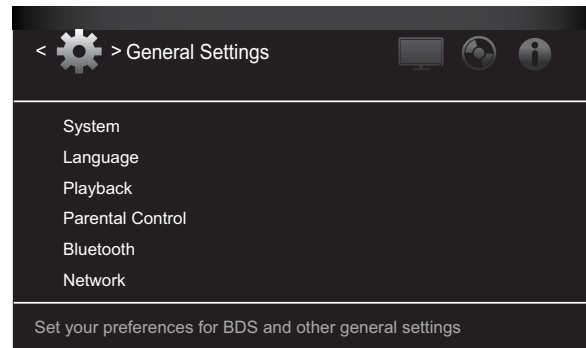 < > General Settings
System
Language
Playback
Parental Control
Bluetooth
Network
Set your preferences for BDS and other general settings